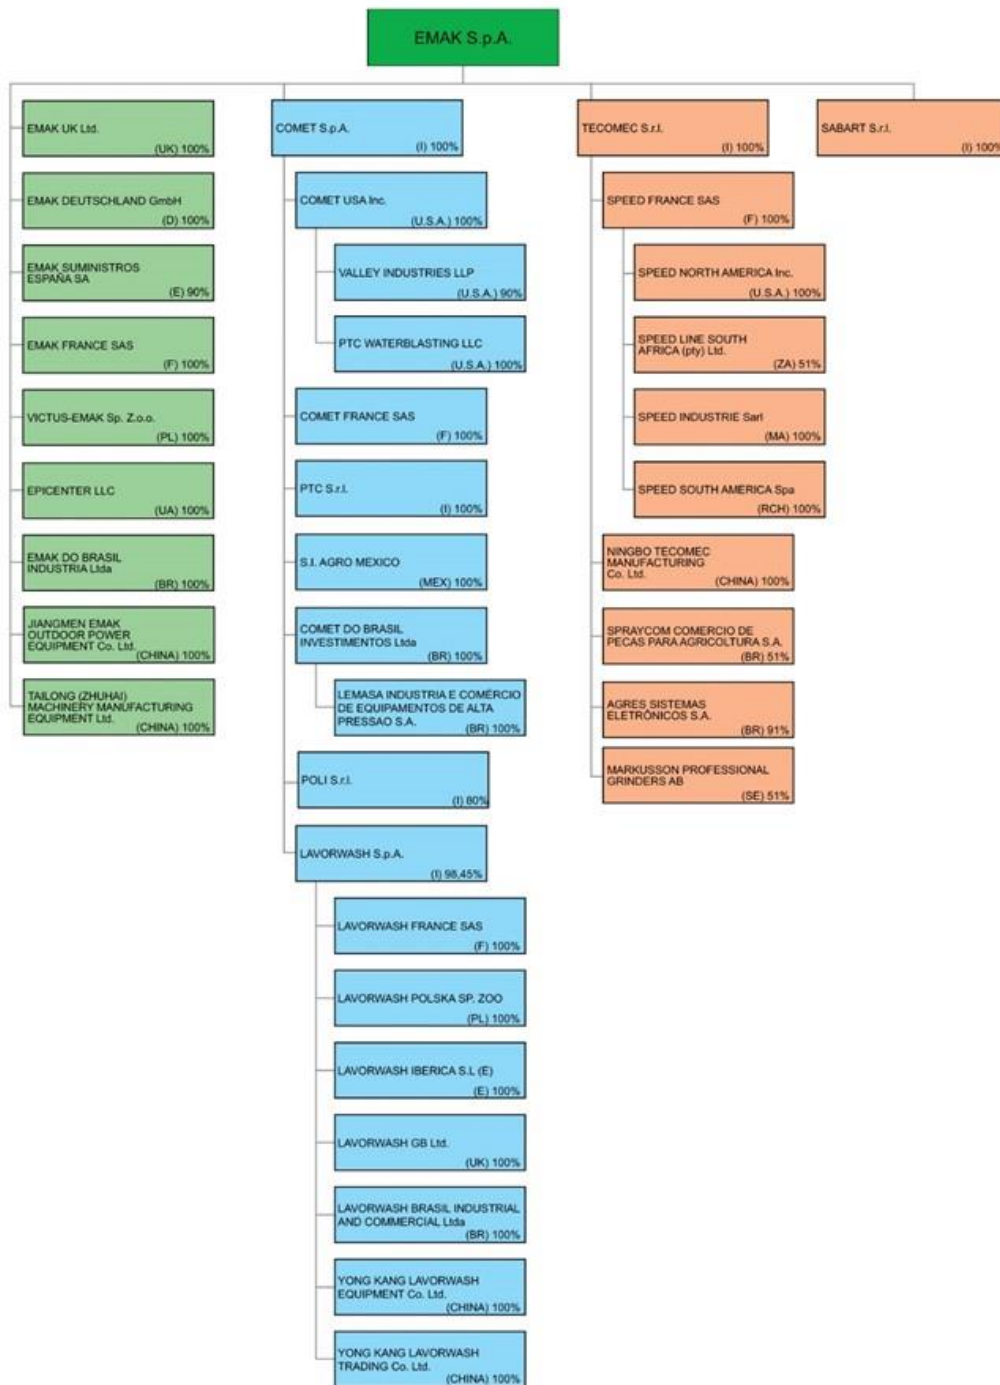 EMAK S.p.A.
EMAK UK Ltd.
(UK) 100%
EMAK DEUTSCHLAND GmbH
(D) 100%
EMAK SUMINISTROS
ESPAÑA SA
(E) 90%
EMAK FRANCE SAS
(F) 100%
VICTUS-EMAK Sp. Z.o.o.
(PL) 100%
EPICENTER LLC
(UA) 100%
EMAK DO BRASIL
INDUSTRIA Ltda
(BR) 100%
JIANGMEN EMAK
OUTDOOR POWER
EQUIPMENT Co. Ltd.
(CHINA) 100%
TAILONG (ZHUHAI)
MACHINERY MANUFACTURING
EQUIPMENT Ltd.
(CHINA) 100%
COMET S.p.A.
(I) 100%
COMET USA Inc.
(U.S.A.) 100%
VALLEY INDUSTRIES LLP
(U.S.A.) 90%
PTC WATERBLASTING LLC
(U.S.A.) 100%
COMET FRANCE SAS
(F) 100%
PTC S.r.l.
(I) 100%
S.I. AGRO MEXICO
(MEX) 100%
COMET DO BRASIL
INVESTIMENTOS Ltda
(BR) 100%
LEMASA INDUSTRIA E COMÉRCIO
DE EQUIPAMENTOS DE ALTA
PRESSAO S.A.
(BR) 100%
POLI S.r.l.
(I) 80%
LAVORWASH S.p.A.
(I) 98,45%
LAVORWASH FRANCE SAS
(F) 100%
LAVORWASH POLSKA SP. ZOO
(PL) 100%
LAVORWASH IBERICA S.L (E)
(E) 100%
LAVORWASH GB Ltd.
(UK) 100%
LAVORWASH BRASIL INDUSTRIAL
AND COMMERCIAL Ltda
(BR) 100%
YONG KANG LAVORWASH
EQUIPMENT Co. Ltd.
(CHINA) 100%
YONG KANG LAVORWASH
TRADING Co. Ltd.
(CHINA) 100%
TECOMEC S.r.l.
(I) 100%
SPEED FRANCE SAS
(F) 100%
SPEED NORTH AMERICA Inc.
(U.S.A.) 100%
SPEED LINE SOUTH
AFRICA (pty) Ltd.
(ZA) 51%
SPEED INDUSTRIE Sarl
(MA) 100%
SPEED SOUTH AMERICA Spa
(RCH) 100%
NINGBO TECOMEC
MANUFACTURING
Co. Ltd.
(CHINA) 100%
SPRAYCOM COMERCIO DE
PECAS PARA AGRICOLTURA S.A.
(BR) 51%
AGRES SISTEMAS
ELETRÔNICOS S.A.
(BR) 91%
MARKUSSON PROFESSIONAL
GRINDERS AB
(SE) 51%
SABART S.r.l.
(I) 100%